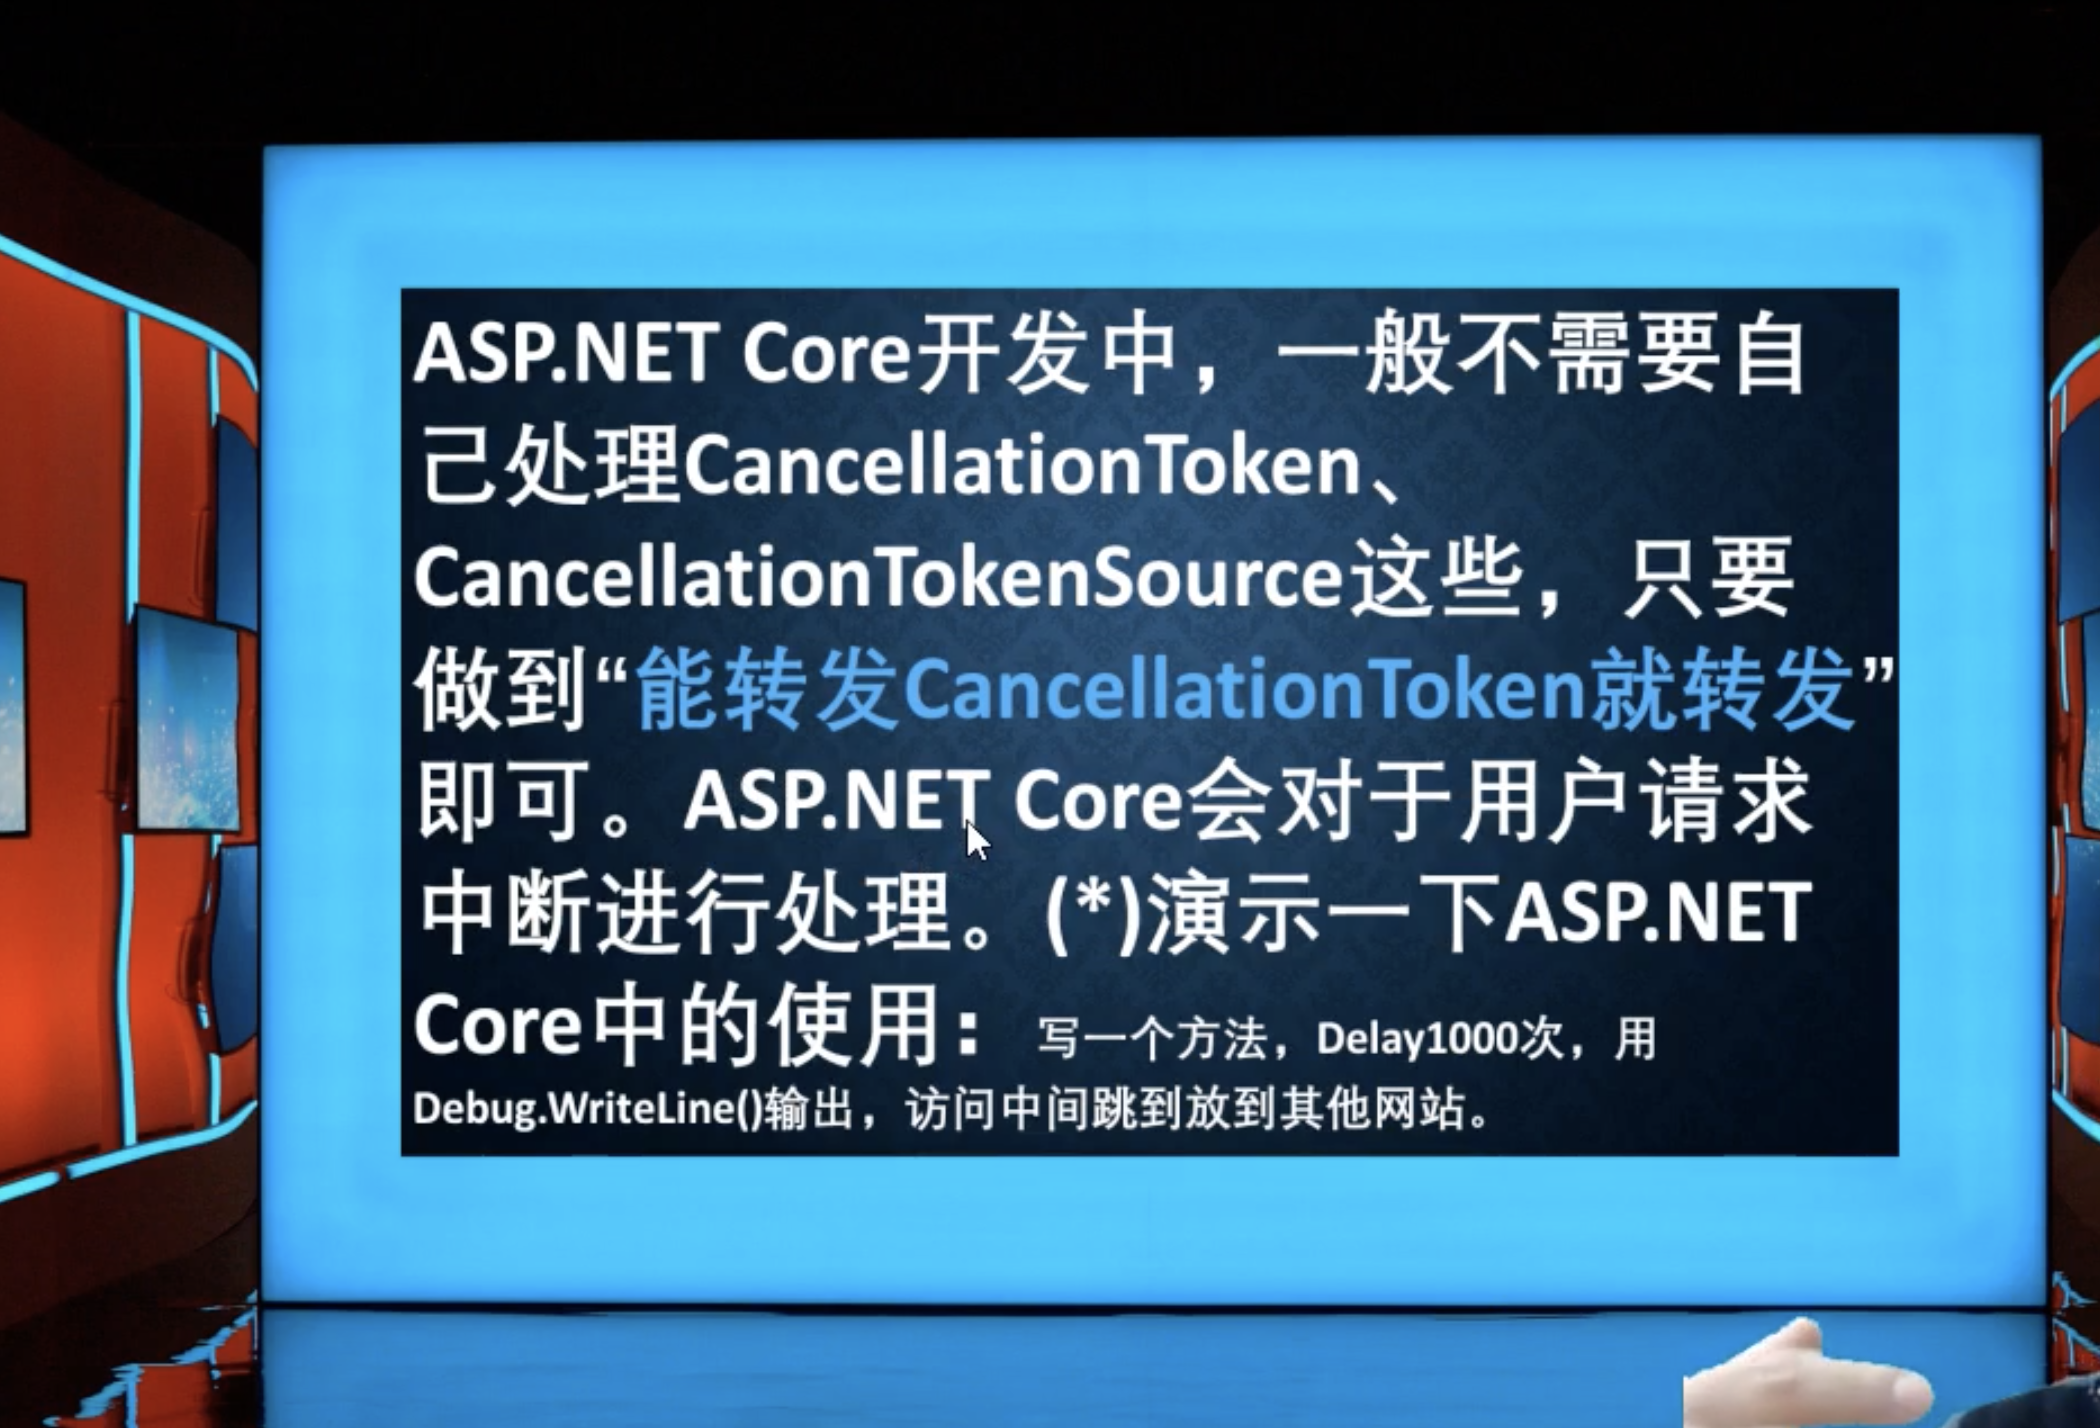 ASP.NET Core开发中，一般不需要自
己处理CancellationToken、
CancellationTokenSource这些，只要
做到“能转发CancellationToken就转发”
即可。ASP.NET Core会对于用户请求
中断进行处理。(*)演示一下ASP.NET
Core中的使用：写一个方法，Delay1000次，用
Debug.WriteLine()输出，访问中间跳到放到其他网站。